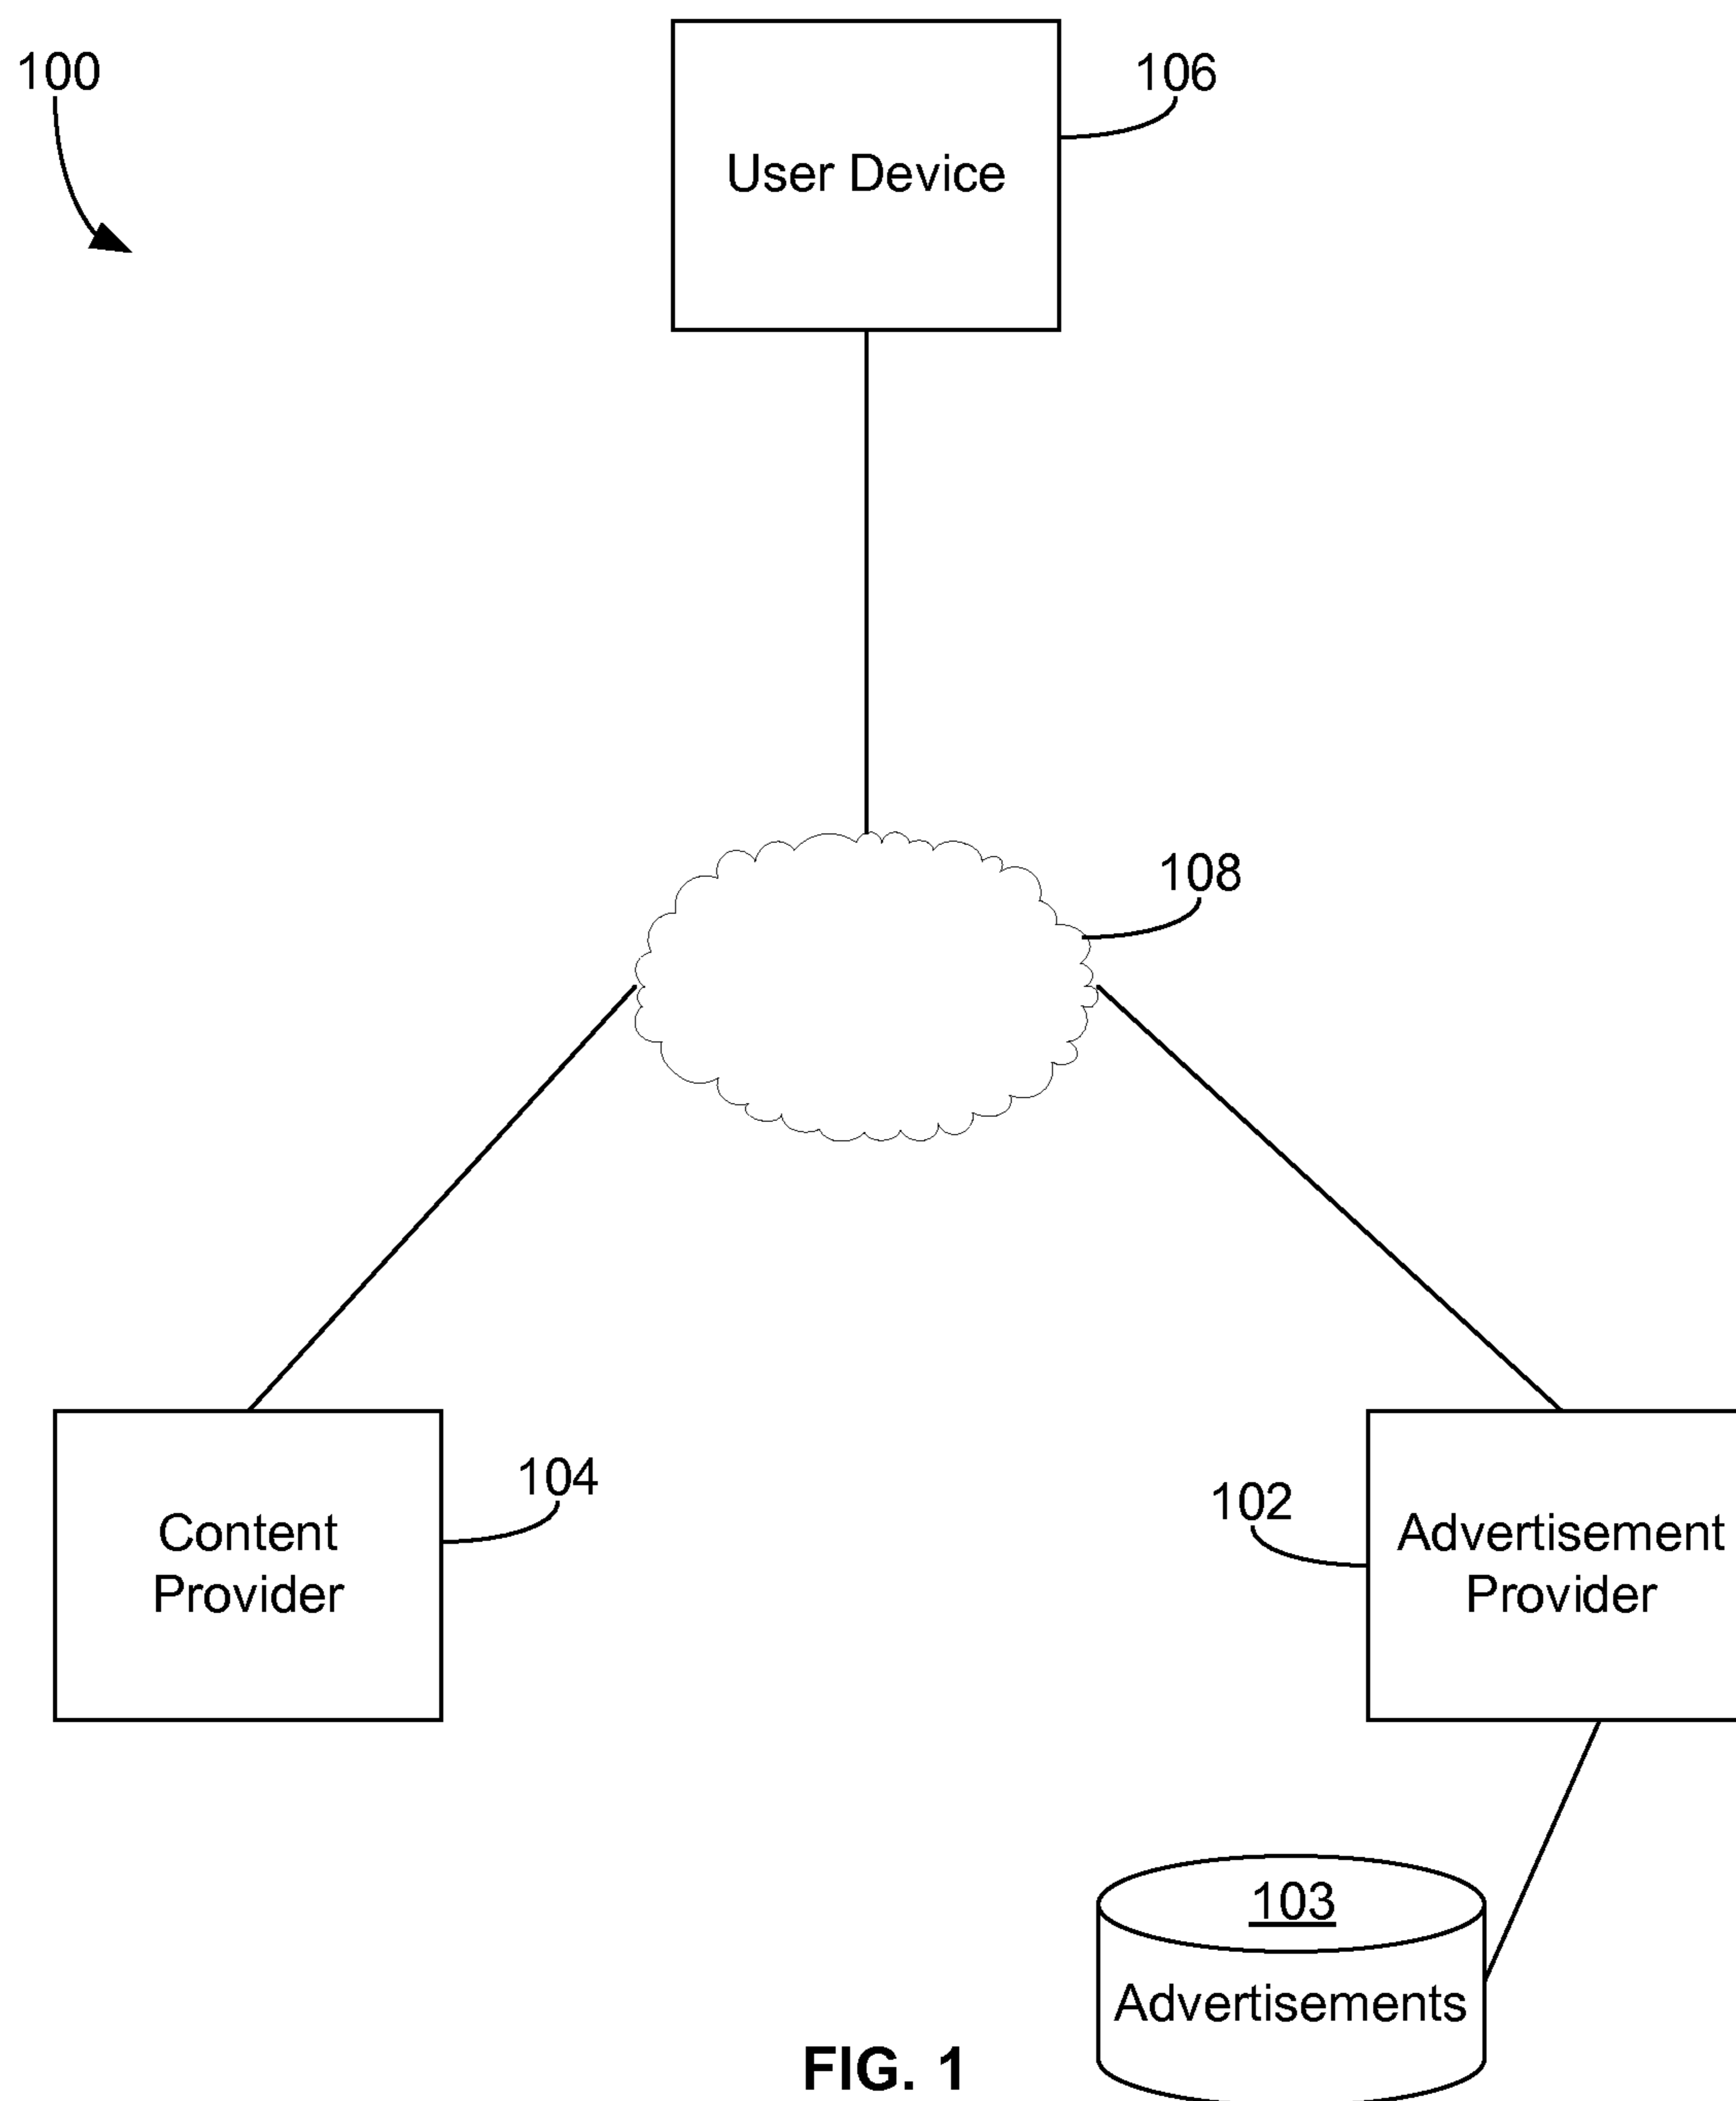 100
106
User Device
108
104
Content
Provider
102
Advertisement
Provider
103
Advertisements
FIG. 1